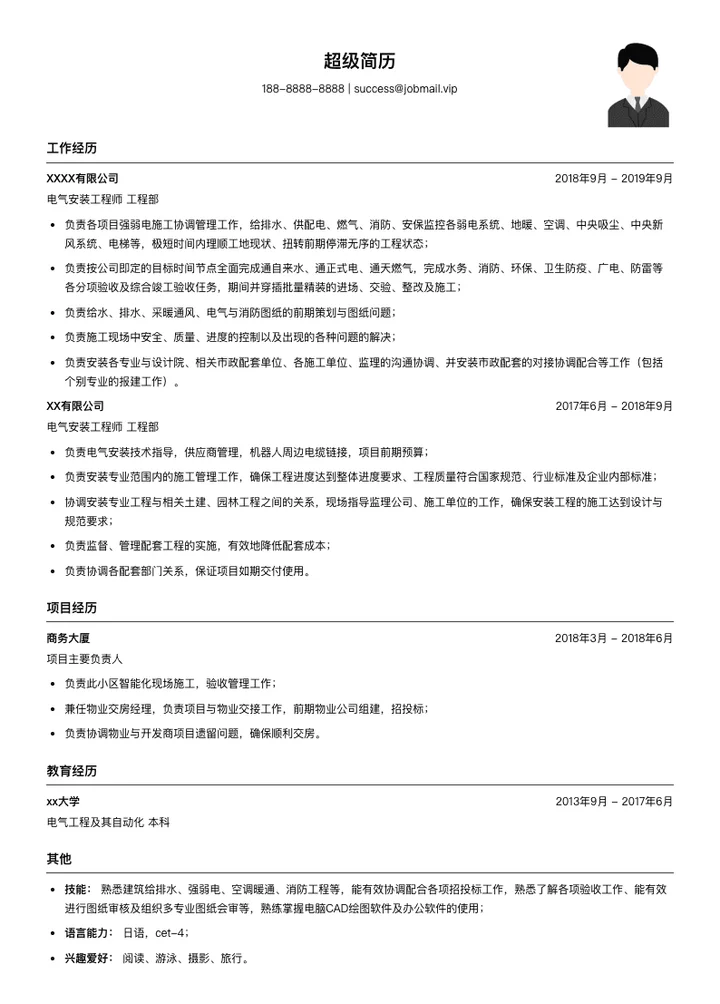 超级简历
188-8888-8888 | success@jobmail.vip
工作经历
XXXX有限公司 2018年9月 – 2019年9月
电气安装工程师 工程部
• 负责各项目强弱电施工协调管理工作，给排水、供配电、燃气、消防、安保监控各弱电系统、地暖、空调、中央吸尘、中央新
风系统、电梯等，极短时间内理顺工地现状、扭转前期停滞无序的工程状态；
• 负责按公司即定的目标时间节点全面完成通自来水、通正式电、通天燃气，完成水务、消防、环保、卫生防疫、广电、防雷等
各分项验收及综合竣工验收任务，期间并穿插批量精装的进场、交验、整改及施工；
• 负责给水、排水、采暖通风、电气与消防图纸的前期策划与图纸问题；
• 负责施工现场中安全、质量、进度的控制以及出现的各种问题的解决；
• 负责安装各专业与设计院、相关市政配套单位、各施工单位、监理的沟通协调、并安装市政配套的对接协调配合等工作（包括
个别专业的报建工作）。
XX有限公司 2017年6月 – 2018年9月
电气安装工程师 工程部
• 负责电气安装技术指导，供应商管理，机器人周边电缆链接，项目前期预算；
• 负责安装专业范围内的施工管理工作，确保工程进度达到整体进度要求、工程质量符合国家规范、行业标准及企业内部标准；
• 协调安装专业工程与相关土建、园林工程之间的关系，现场指导监理公司、施工单位的工作，确保安装工程的施工达到设计与
规范要求；
• 负责监督、管理配套工程的实施，有效地降低配套成本；
• 负责协调各配套部门关系，保证项目如期交付使用。
项目经历
商务大厦 2018年3月 – 2018年6月
项目主要负责人
• 负责此小区智能化现场施工，验收管理工作；
• 兼任物业交房经理，负责项目与物业交接工作，前期物业公司组建，招投标；
• 负责协调物业与开发商项目遗留问题，确保顺利交房。
教育经历
xx大学 2013年9月 – 2017年6月
电气工程及其自动化 本科
其他
• 技能： 熟悉建筑给排水、强弱电、空调暖通、消防工程等，能有效协调配合各项招投标工作，熟悉了解各项验收工作、能有效
进行图纸审核及组织多专业图纸会审等，熟练掌握电脑CAD绘图软件及办公软件的使用；
• 语言能力： 日语，cet-4；
• 兴趣爱好： 阅读、游泳、摄影、旅行。